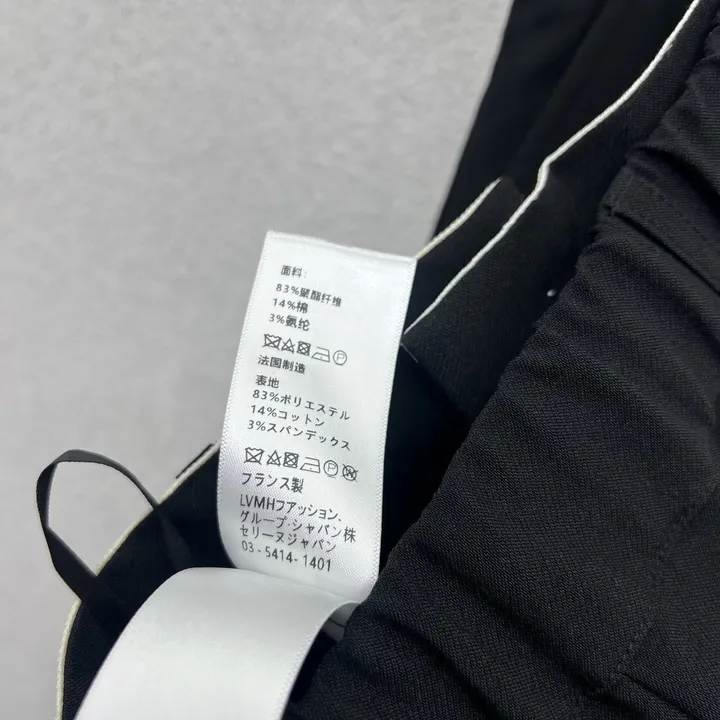 面料:
83%聚酯纤维
14%棉
3%氨纶
P
法国制造
表地
83%ポリエステル
14%コットン
3%スパンデックス
P W
フランス製
LVMHファッション.
グループ.シャパン株
セリーヌジャパン
03-5414-1401